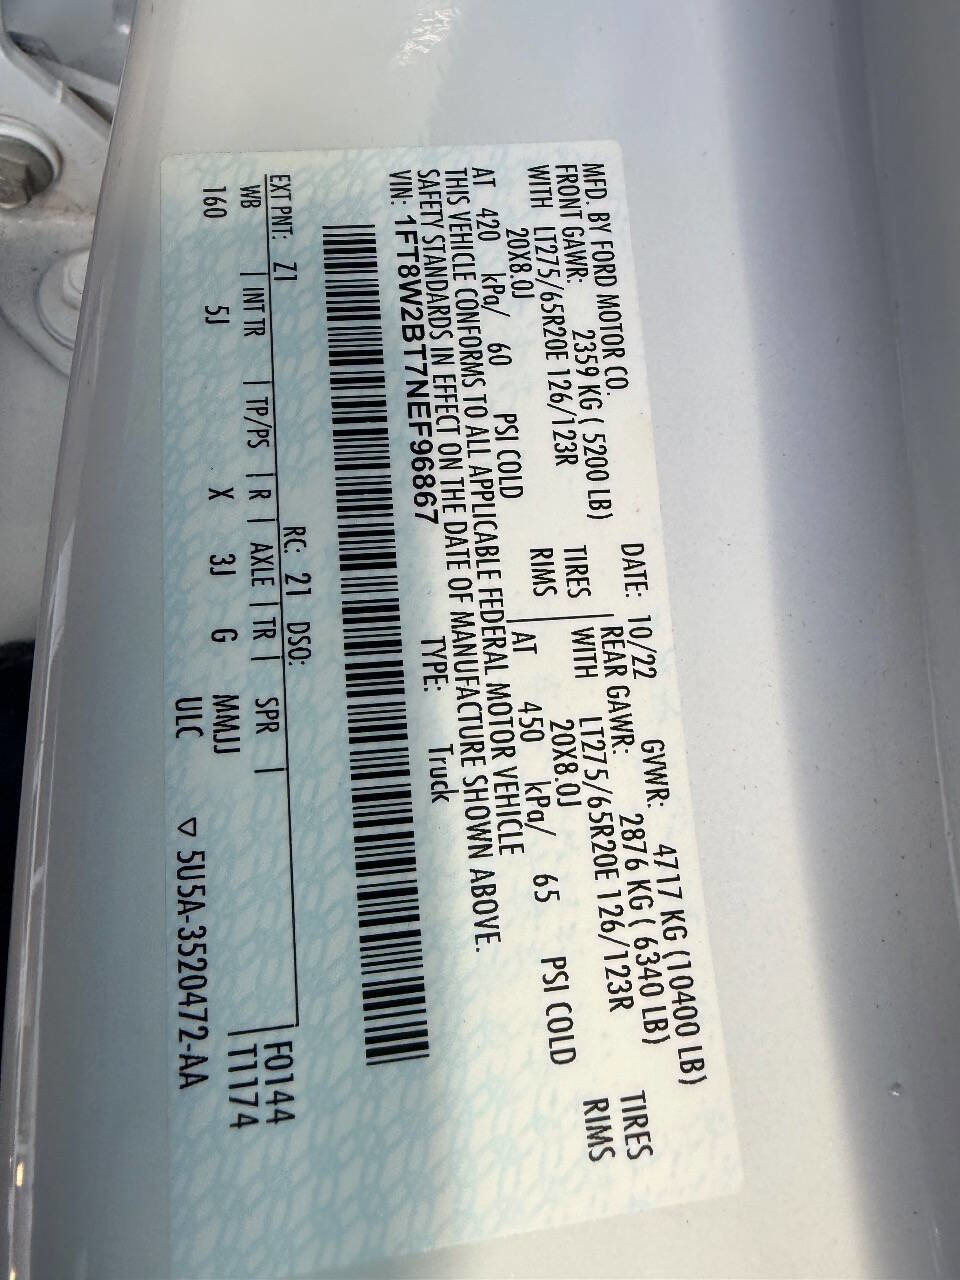 MFD. BY FORD MOTOR CO.
DATE: 10/22 GVWR: 4717 KG (10400 LB)
FRONT GAWR: 2359 KG ( 5200 LB) REAR GAWR: 2876 KG ( 6340 LB)
WITH LT275/65R20E 126/123R TIRES WITH LT275/65R20E 126/123R TIRES
20X8.0J RIMS 20X8.0J RIMS
AT 420 kPa/ 60 PSI COLD AT 450 kPa/ 65 PSI COLD
THIS VEHICLE CONFORMS TO ALL APPLICABLE FEDERAL MOTOR VEHICLE
SAFETY STANDARDS IN EFFECT ON THE DATE OF MANUFACTURE SHOWN ABOVE.
VIN: 1FT8W2BT7NEF96867 TYPE: Truck
EXT PNT: Z1 RC: 21 DSO: F0144
WB | INT TR | TP/PS | R | AXLE | TR | SPR | T1174
160 5J X 3J G MMJJ
ULC ▽ 5U5A-3520472-AA